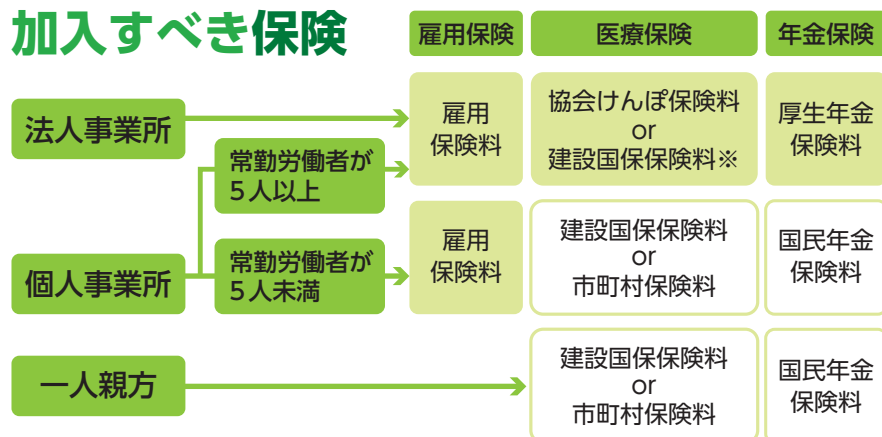 加入すべき保険
雇用保険
医療保険
年金保険
法人事業所
雇用
保険料
協会けんぽ保険料
or
建設国保保険料※
厚生年金
保険料
常勤労働者が
5人以上
個人事業所
常勤労働者が
5人未満
雇用
保険料
建設国保保険料
or
市町村保険料
国民年金
保険料
一人親方
建設国保保険料
or
市町村保険料
国民年金
保険料